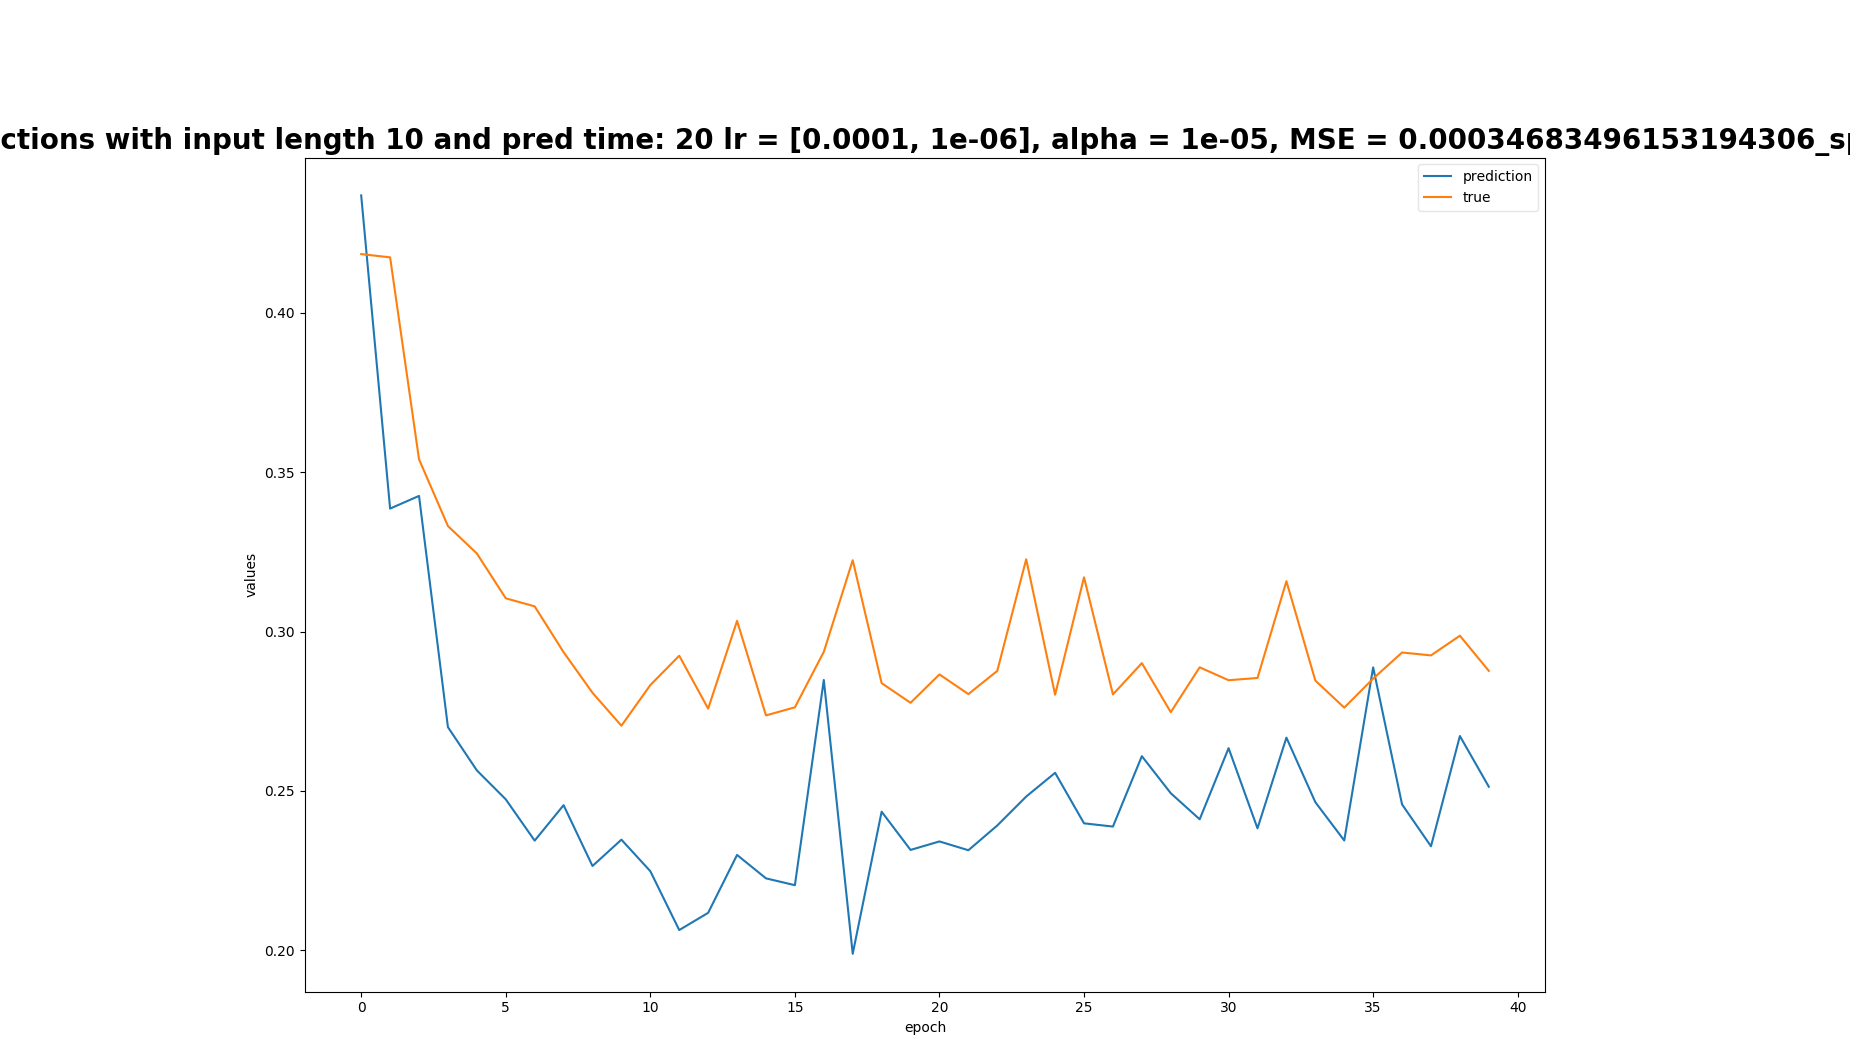 ctions with input length 10 and pred time: 20 lr = [0.0001, 1e-06], alpha = 1e-05, MSE = 0.00034683496153194306_sp
prediction
true
0.40
0.35
0.30
0.25
0.20
values
0 5 10 15 20 25 30 35 40
epoch